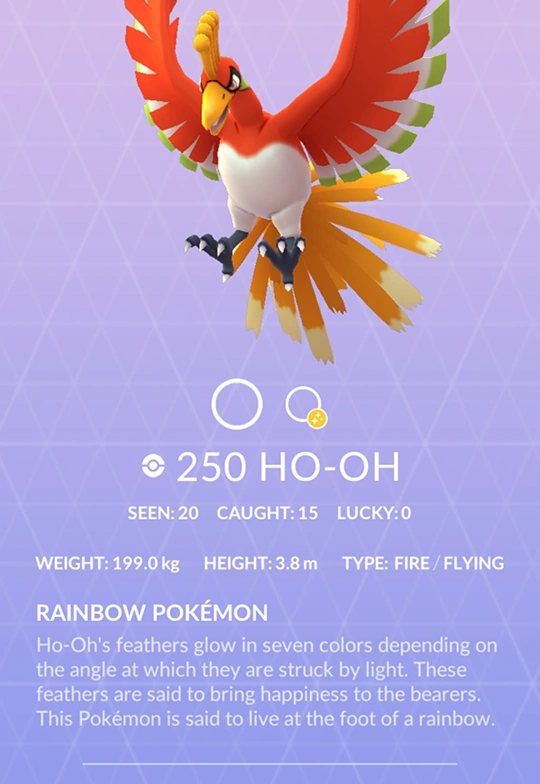 250 HO-OH
SEEN: 20 CAUGHT: 15 LUCKY: 0
WEIGHT: 199.0 kg HEIGHT: 3.8 m TYPE: FIRE / FLYING
RAINBOW POKÉMON
Ho-Oh's feathers glow in seven colors depending on
the angle at which they are struck by light. These
feathers are said to bring happiness to the bearers.
This Pokémon is said to live at the foot of a rainbow.